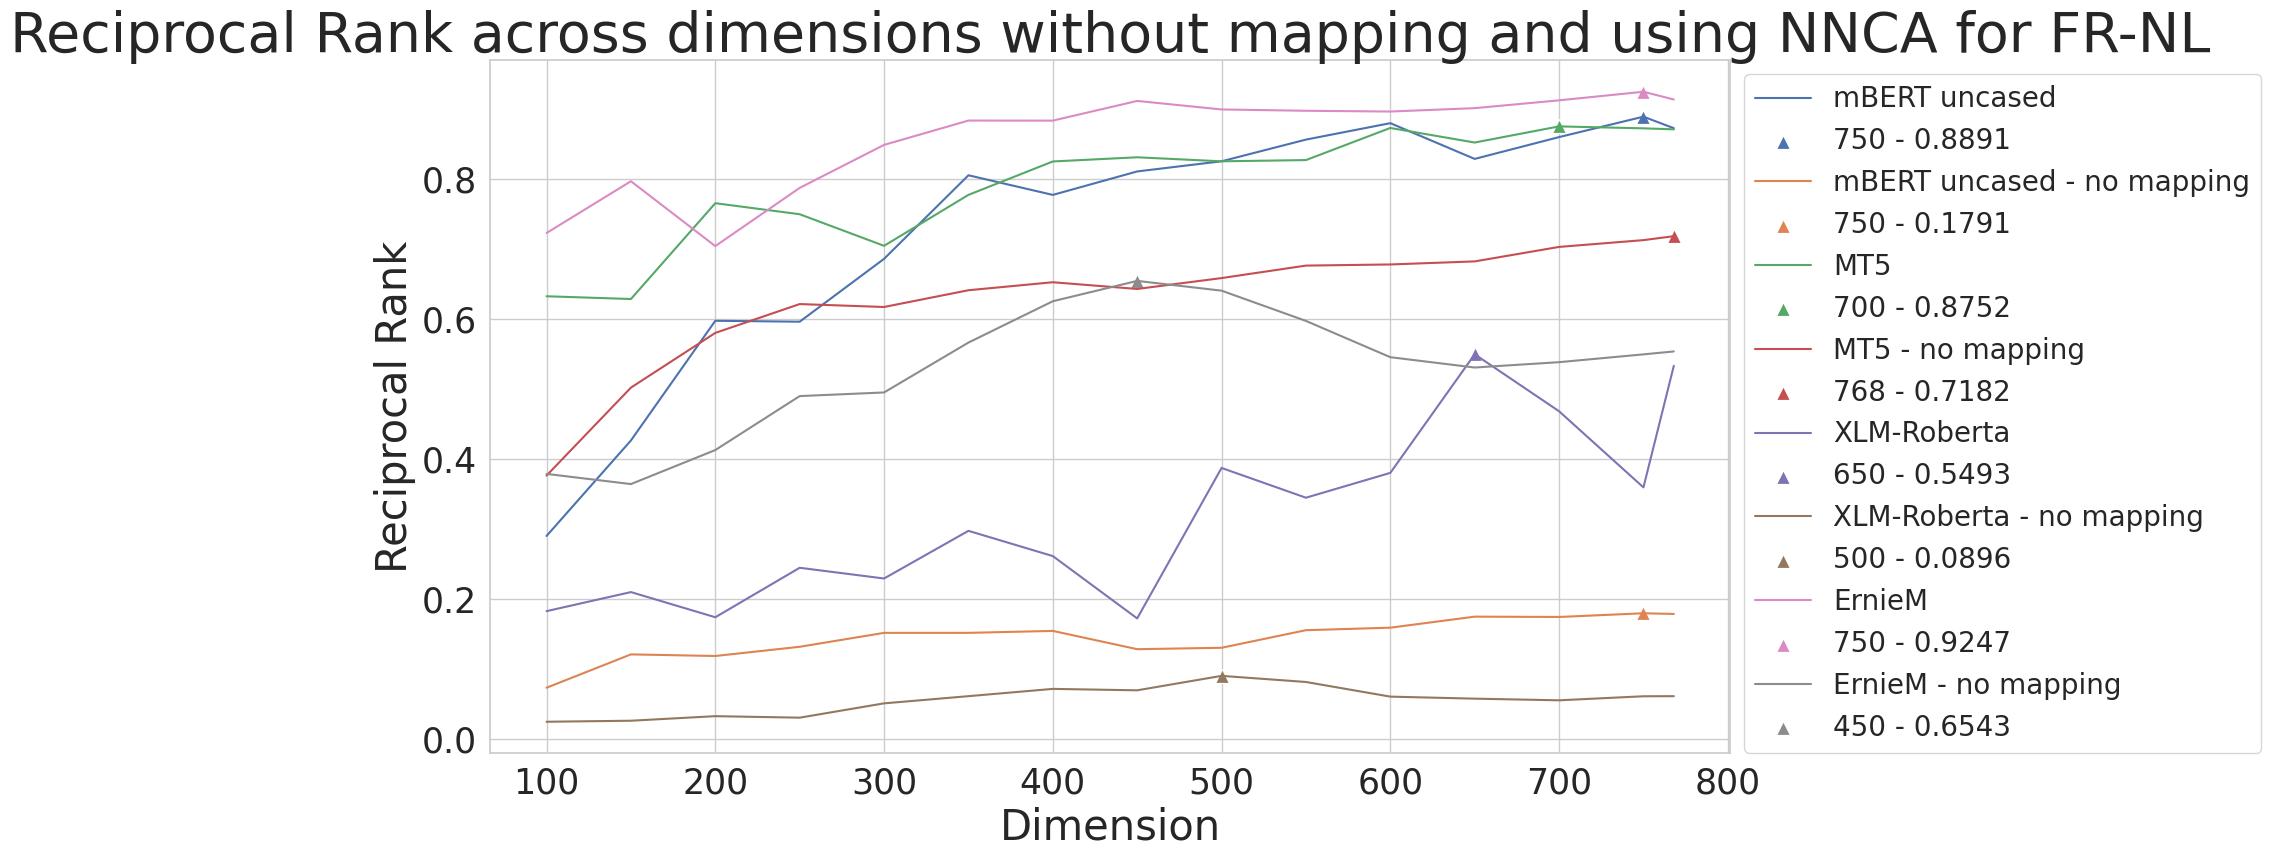 Reciprocal Rank across dimensions without mapping and using NNCA for FR-NL
Reciprocal Rank
0.8
0.6
0.4
0.2
0.0
100 200 300 400 500 600 700 800
Dimension
mBERT uncased
750 - 0.8891
mBERT uncased - no mapping
750 - 0.1791
MT5
700 - 0.8752
MT5 - no mapping
768 - 0.7182
XLM-Roberta
650 - 0.5493
XLM-Roberta - no mapping
500 - 0.0896
ErnieM
750 - 0.9247
ErnieM - no mapping
450 - 0.6543